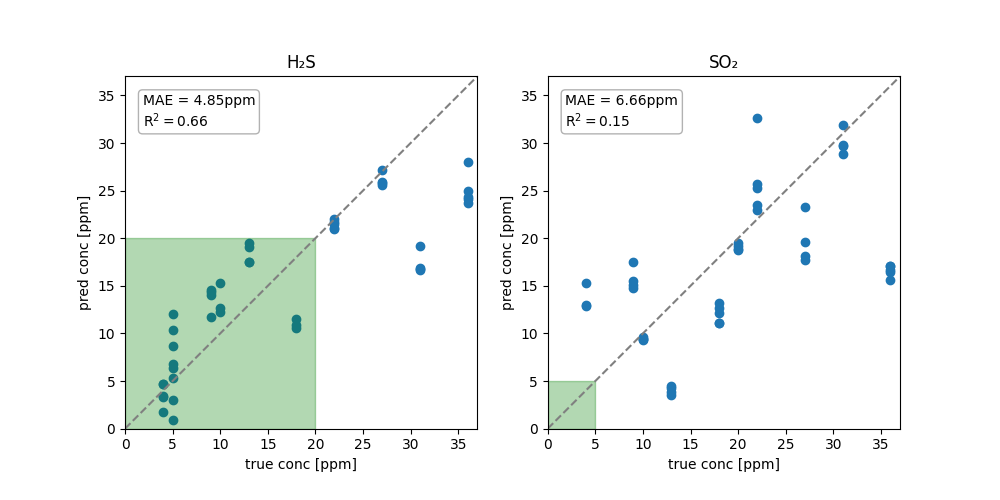 H₂S
MAE = 4.85ppm
R² = 0.66
35
30
25
20
15
10
5
0
pred conc [ppm]
0 5 10 15 20 25 30 35
true conc [ppm]
SO₂
MAE = 6.66ppm
R² = 0.15
35
30
25
20
15
10
5
0
pred conc [ppm]
0 5 10 15 20 25 30 35
true conc [ppm]